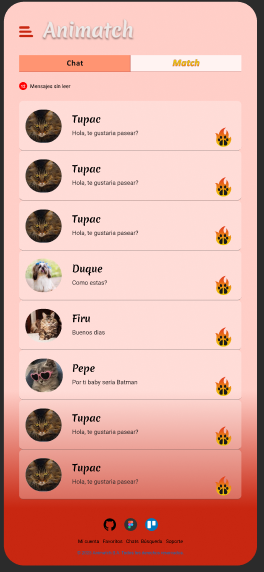 Animatch
Chat
Match
Mensajes sin leer
Tupac
Hola, te gustaria pasear?
Tupac
Hola, te gustaria pasear?
Tupac
Hola, te gustaria pasear?
Duque
Como estas?
Firu
Buenos dias
Pepe
Por ti baby seria Batman
Tupac
Hola, te gustaria pasear?
Tupac
Hola, te gustaria pasear?
Mi cuenta Favoritos Chats Búsqueda Soporte